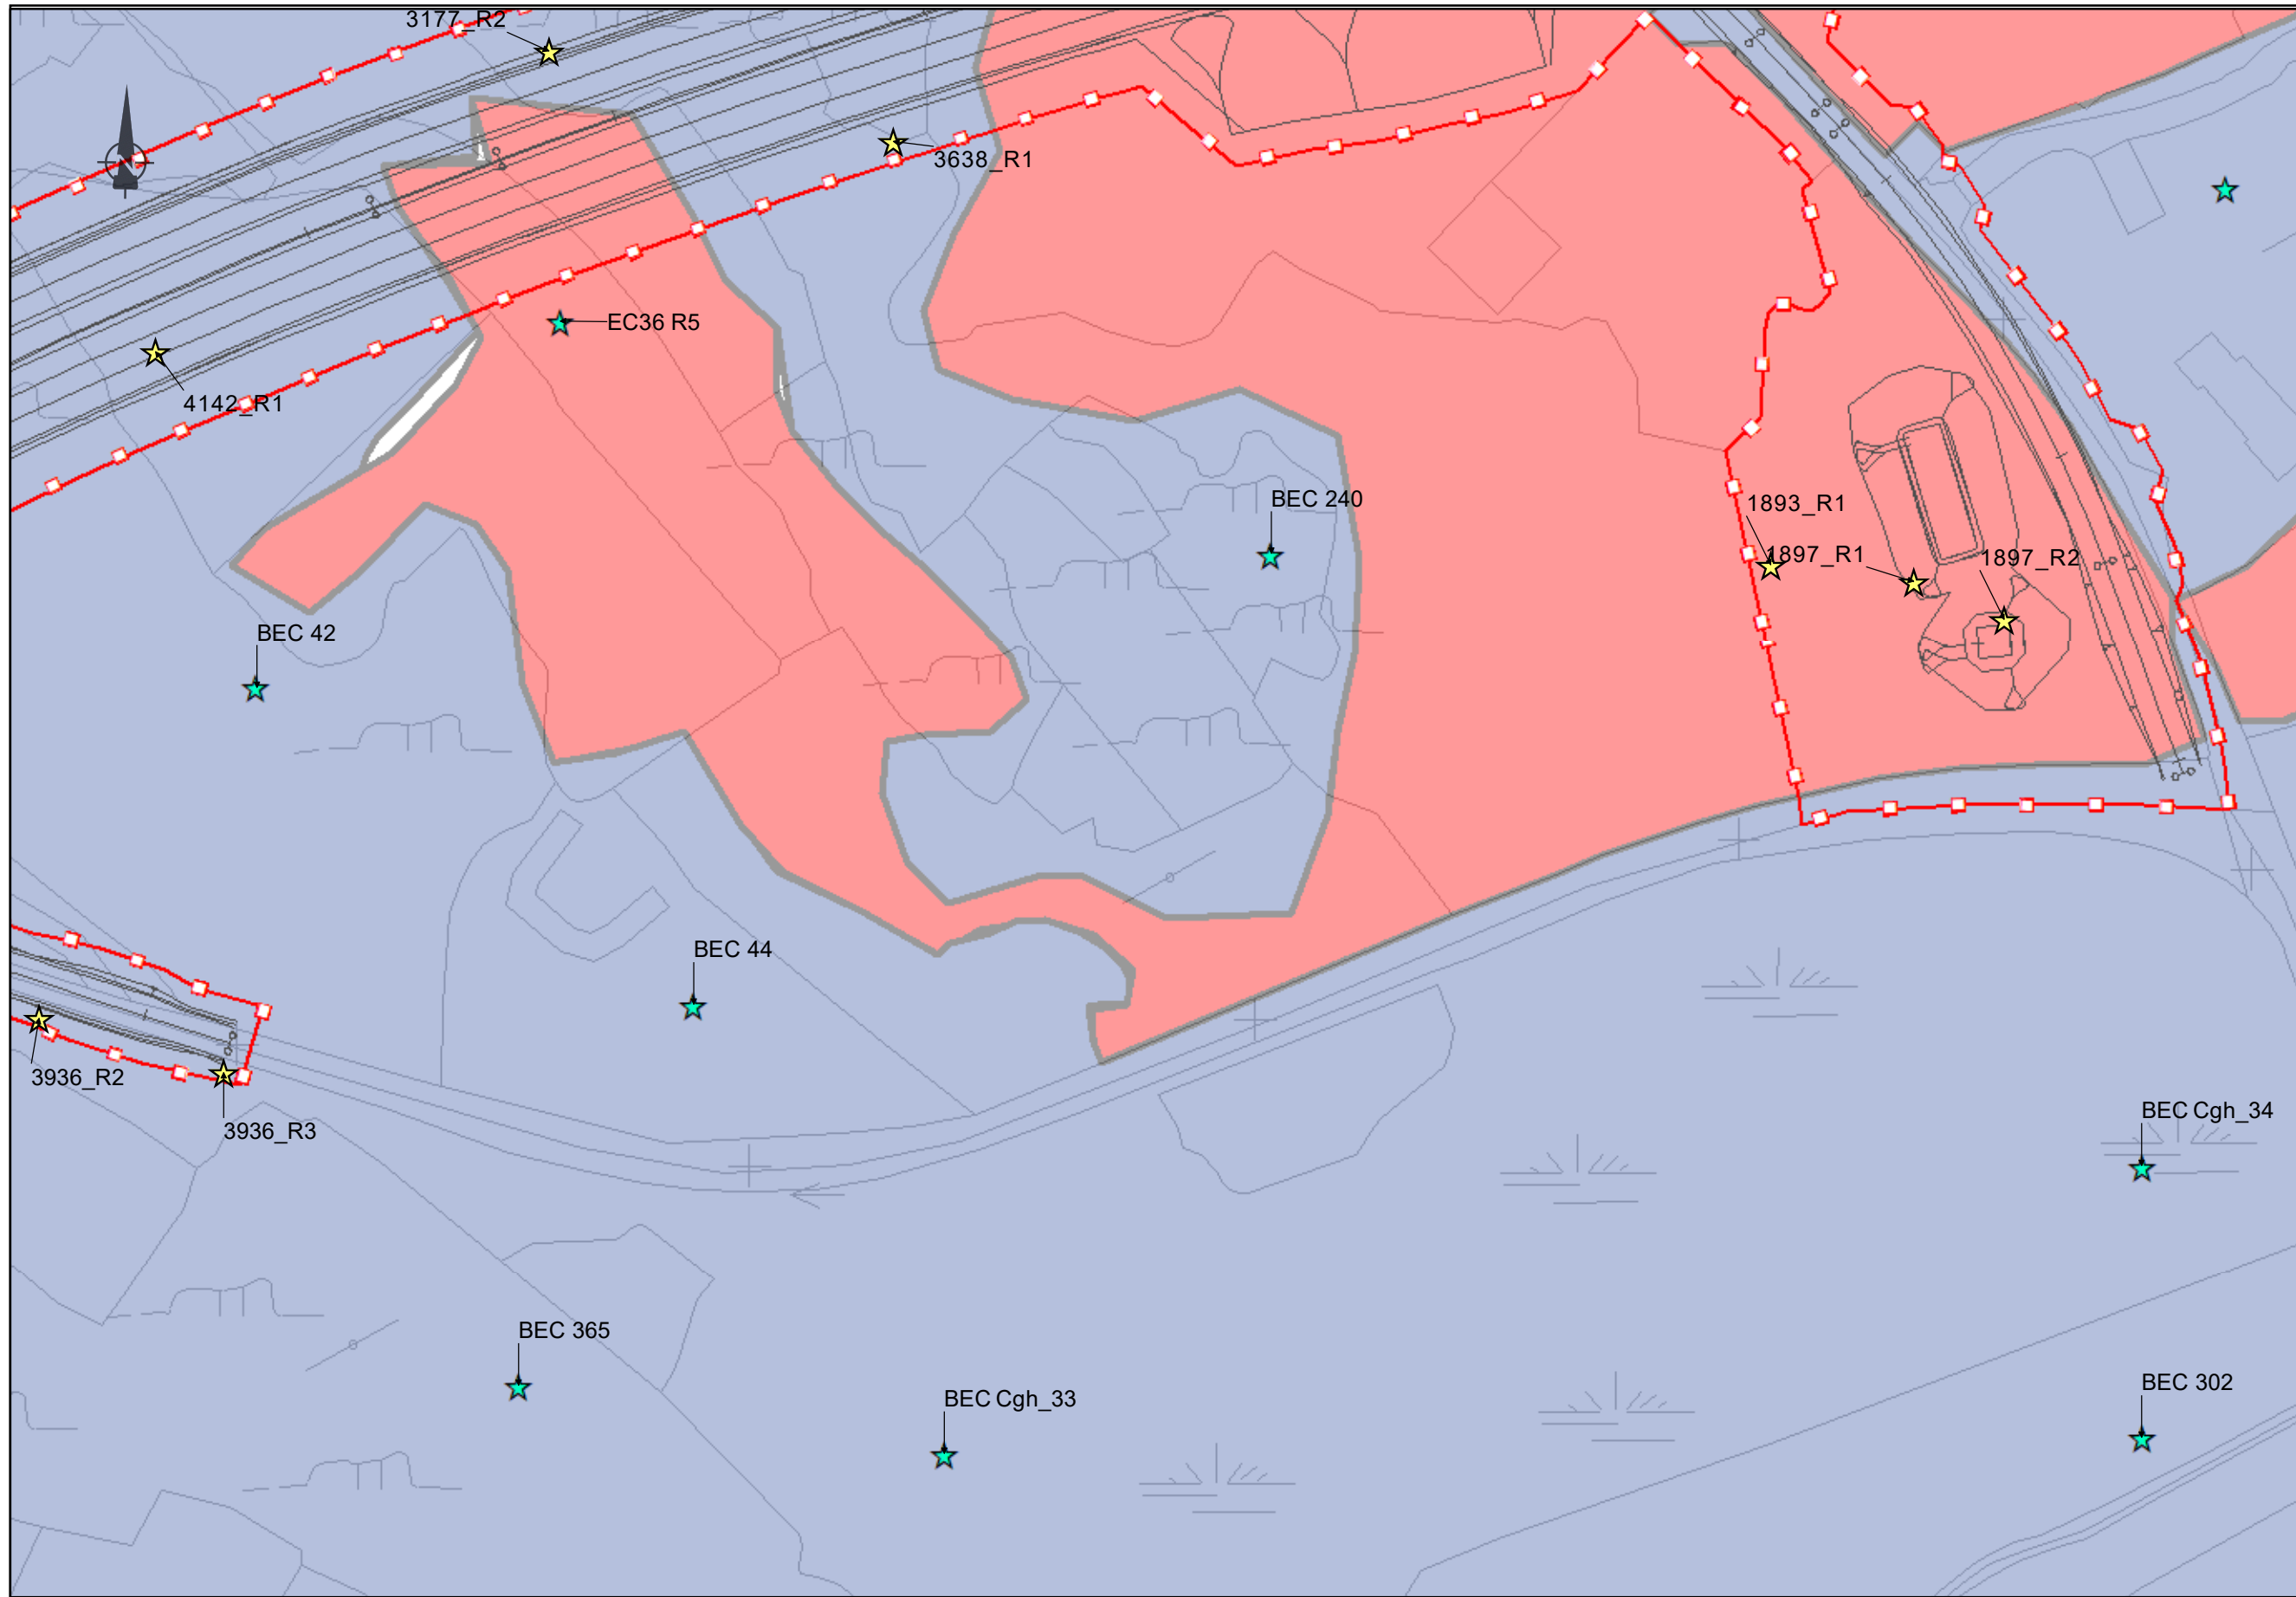 3177_R2
3638_R1
EC36 R5
4142_R1
BEC 240
1893_R1
1897_R1
1897_R2
BEC 42
BEC 44
3936_R2
3936_R3
BEC Cgh_34
BEC 365
BEC 302
BEC Cgh_33